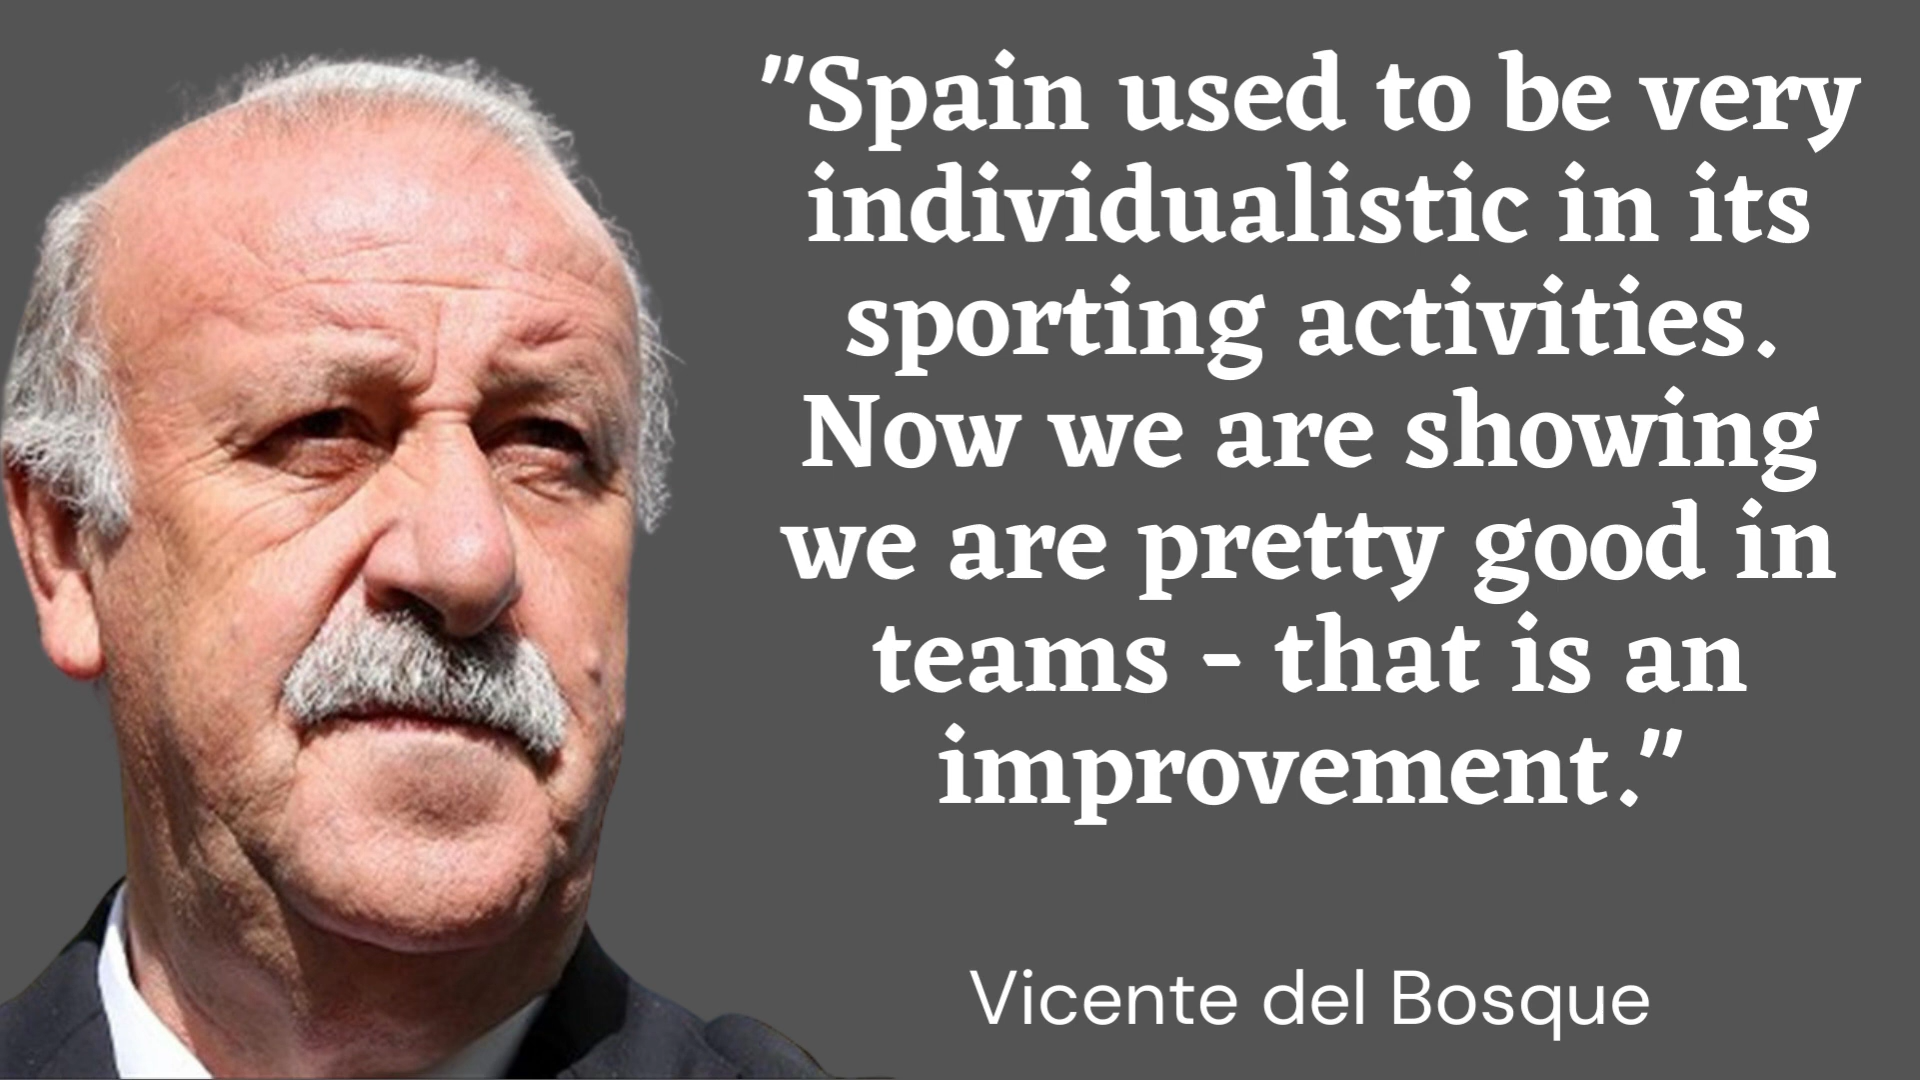 "Spain used to be very
individualistic in its
sporting activities.
Now we are showing
we are pretty good in
teams - that is an
improvement."
Vicente del Bosque